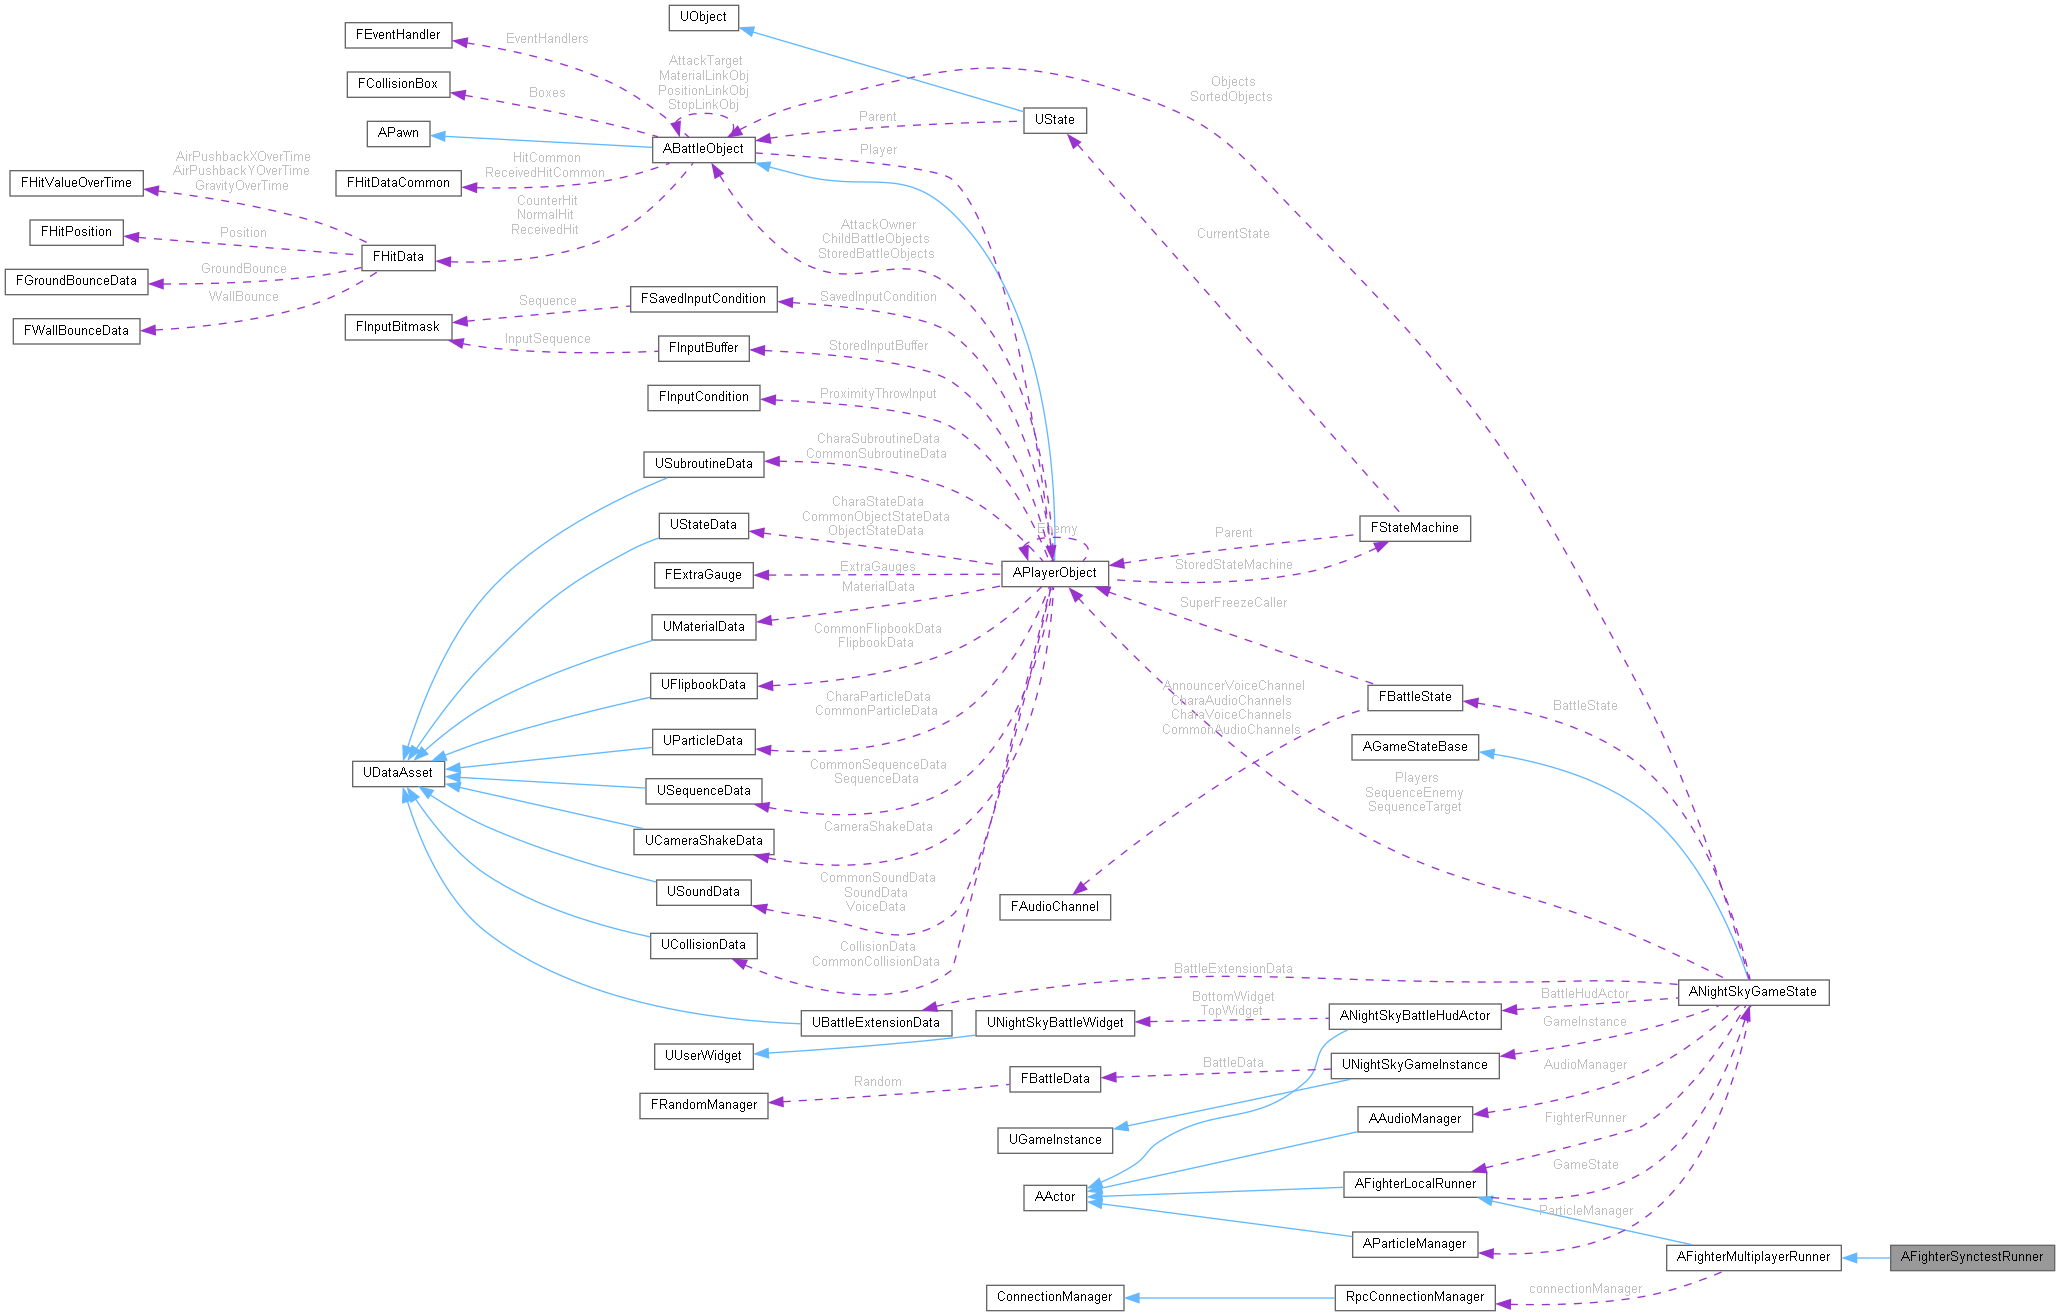 UObject
FEventHandler
EventHandlers
AttackTarget
MaterialLinkObj
PositionLinkObj
StopLinkObj
FCollisionBox
Boxes
Objects
SortedObjects
APawn
ABattleObject
Parent
UState
Player
AirPushbackXOverTime
AirPushbackYOverTime
GravityOverTime
FHitValueOverTime
FHitDataCommon
HitCommon
ReceivedHitCommon
CounterHit
NormalHit
ReceivedHit
FHitPosition
Position
FHitData
AttackOwner
ChildBattleObjects
StoredBattleObjects
CurrentState
FGroundBounceData
GroundBounce
WallBounce
FWallBounceData
FInputBitmask
Sequence
InputSequence
FSavedInputCondition
SavedInputCondition
FInputBuffer
StoredInputBuffer
FInputCondition
ProximityThrowInput
USubroutineData
CharaSubroutineData
CommonSubroutineData
UStateData
CharaStateData
CommonObjectStateData
ObjectStateData
Enemy
APlayerObject
Parent
StoredStateMachine
FStateMachine
FExtraGauge
ExtraGauges
MaterialData
UMaterialData
SuperFreezeCaller
CommonFlipbookData
FlipbookData
UFlipbookData
CharaParticleData
CommonParticleData
UParticleData
AnnouncerVoiceChannel
CharaAudioChannels
CharaVoiceChannels
CommonAudioChannels
FBattleState
BattleState
AGameStateBase
UDataAsset
CommonSequenceData
SequenceData
USequenceData
Players
SequenceEnemy
SequenceTarget
UCameraShakeData
CameraShakeData
USoundData
CommonSoundData
SoundData
VoiceData
FAudioChannel
UCollisionData
CollisionData
CommonCollisionData
BattleExtensionData
ANightSkyGameState
UBattleExtensionData
UNightSkyBattleWidget
BottomWidget
TopWidget
ANightSkyBattleHudActor
BattleHudActor
GameInstance
UUserWidget
UNightSkyGameInstance
BattleData
FBattleData
Random
FRandomManager
AudioManager
AAudioManager
FighterRunner
UGameInstance
GameState
AFighterLocalRunner
AActor
ParticleManager
AParticleManager
AFighterMultiplayerRunner
AFighterSynctestRunner
connectionManager
ConnectionManager
RpcConnectionManager